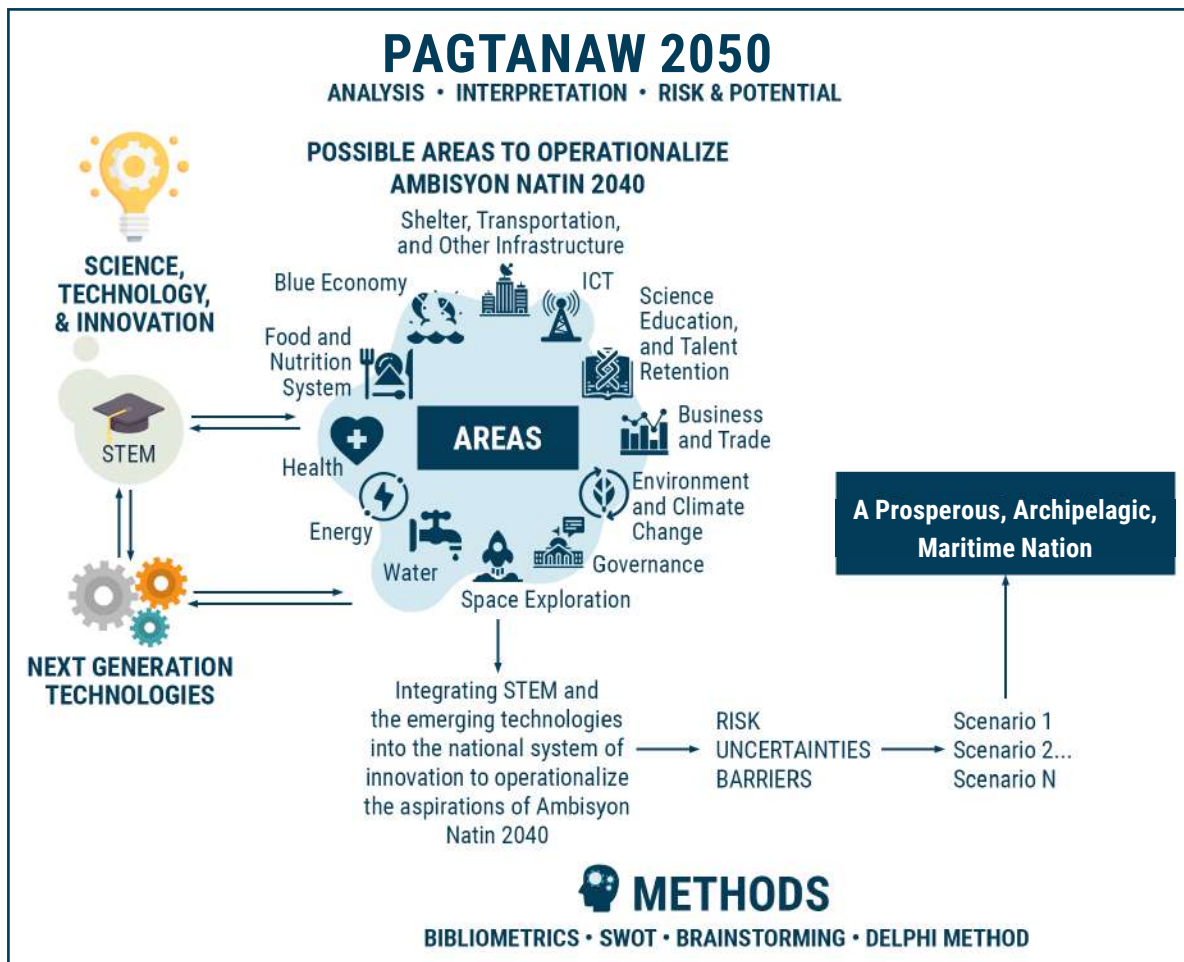 PAGTANAW 2050
ANALYSIS • INTERPRETATION • RISK & POTENTIAL
POSSIBLE AREAS TO OPERATIONALIZE
AMBISYON NATIN 2040
SCIENCE,
TECHNOLOGY,
& INNOVATION
STEM
NEXT GENERATION
TECHNOLOGIES
Shelter, Transportation,
and Other Infrastructure
Blue Economy
ICT
Science
Education,
and Talent
Retention
Food and
Nutrition
System
Business
and Trade
AREAS
Health
Environment
and Climate
Change
Energy
Governance
Water
Space Exploration
A Prosperous, Archipelagic,
Maritime Nation
Integrating STEM and
the emerging technologies
into the national system of
innovation to operationalize
the aspirations of Ambisyon
Natin 2040
RISK
UNCERTAINTIES
BARRIERS
Scenario 1
Scenario 2...
Scenario N
METHODS
BIBLIOMETRICS • SWOT • BRAINSTORMING • DELPHI METHOD